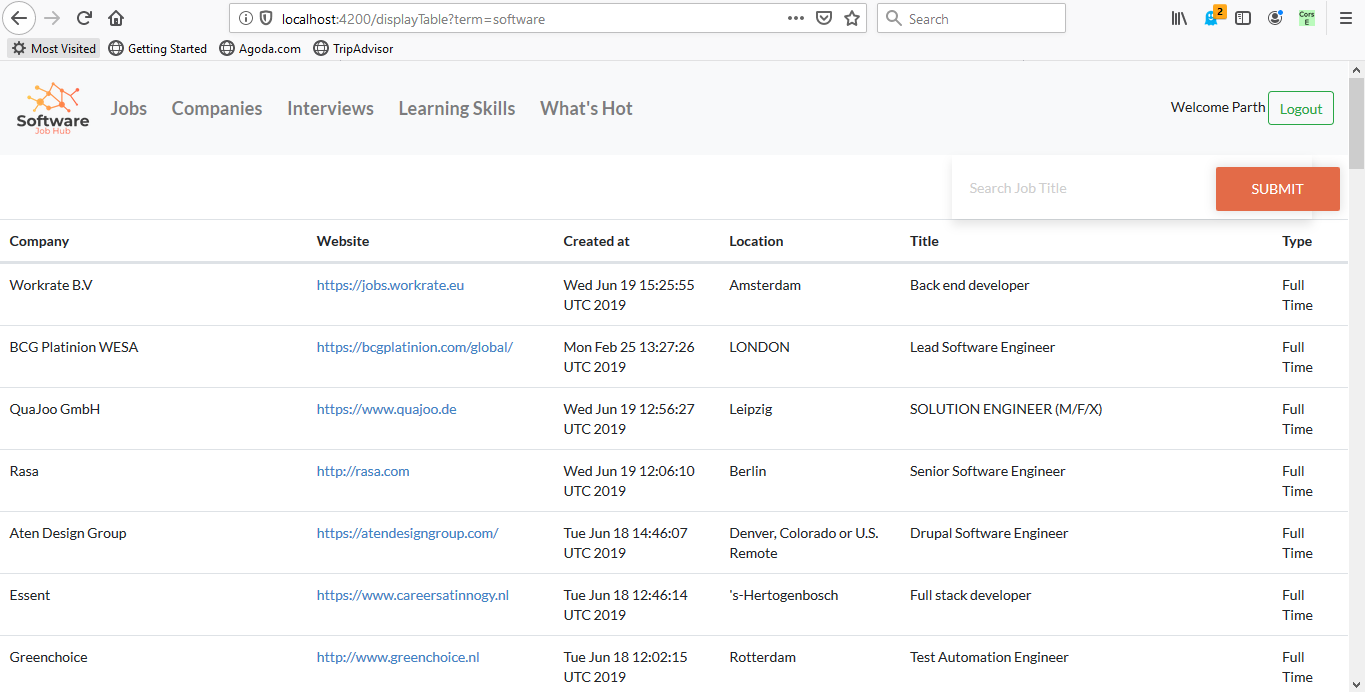 localhost:4200/displayTable?term=software
Search
2
Cors
E
Most Visited
Getting Started
Agoda.com
TripAdvisor
Software
Job Hub
Jobs
Companies
Interviews
Learning Skills
What's Hot
Welcome Parth
Logout
Search Job Title
SUBMIT
Company Website Created at Location Title Type
Workrate B.V https://jobs.workrate.eu Wed Jun 19 15:25:55 Amsterdam Back end developer Full
UTC 2019 Time
BCG Platinion WESA https://bcgplatinion.com/global/ Mon Feb 25 13:27:26 LONDON Lead Software Engineer Full
UTC 2019 Time
QuaJoo GmbH https://www.quajoo.de Wed Jun 19 12:56:27 Leipzig SOLUTION ENGINEER (M/F/X) Full
UTC 2019 Time
Rasa http://rasa.com Wed Jun 19 12:06:10 Berlin Senior Software Engineer Full
UTC 2019 Time
Aten Design Group https://atendesigngroup.com/ Tue Jun 18 14:46:07 Denver, Colorado or U.S. Drupal Software Engineer Full
UTC 2019 Remote Time
Essent https://www.careersatinnogy.nl Tue Jun 18 12:46:14 's-Hertogenbosch Full stack developer Full
UTC 2019 Time
Greenchoice http://www.greenchoice.nl Tue Jun 18 12:02:15 Rotterdam Test Automation Engineer Full
UTC 2019 Time